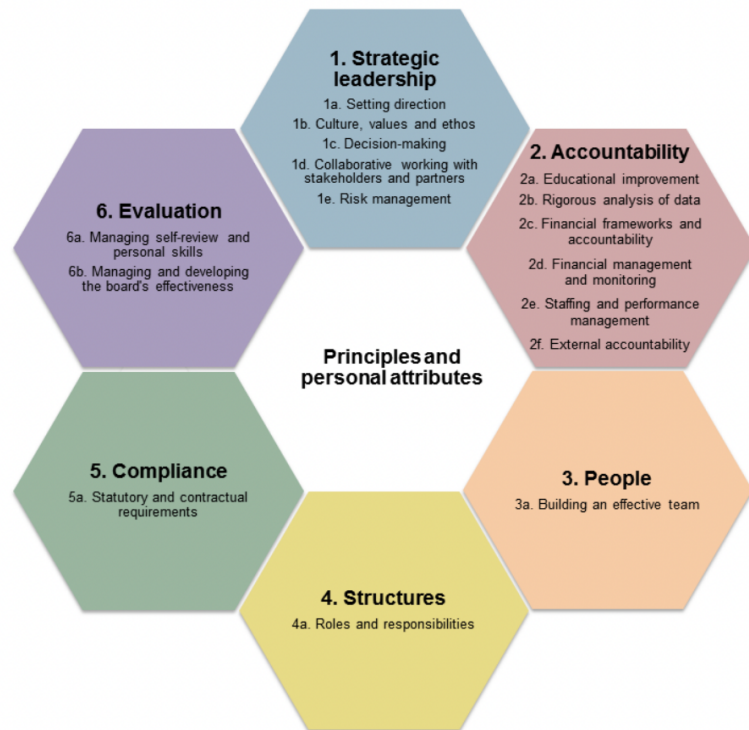 1. Strategic
leadership
1a. Setting direction
1b. Culture, values and ethos
1c. Decision-making
1d. Collaborative working with
stakeholders and partners
1e. Risk management
2. Accountability
2a. Educational improvement
2b. Rigorous analysis of data
2c. Financial frameworks and
accountability
2d. Financial management
and monitoring
2e. Staffing and performance
management
2f. External accountability
3. People
3a. Building an effective team
4. Structures
4a. Roles and responsibilities
5. Compliance
5a. Statutory and contractual
requirements
6. Evaluation
6a. Managing self-review and
personal skills
6b. Managing and developing
the board's effectiveness
Principles and
personal attributes